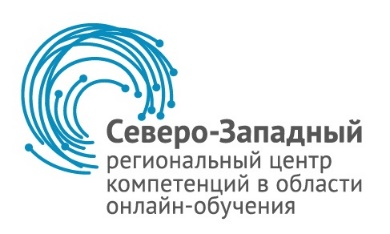 Северо-Западный
региональный центр
компетенций в области
онлайн-обучения